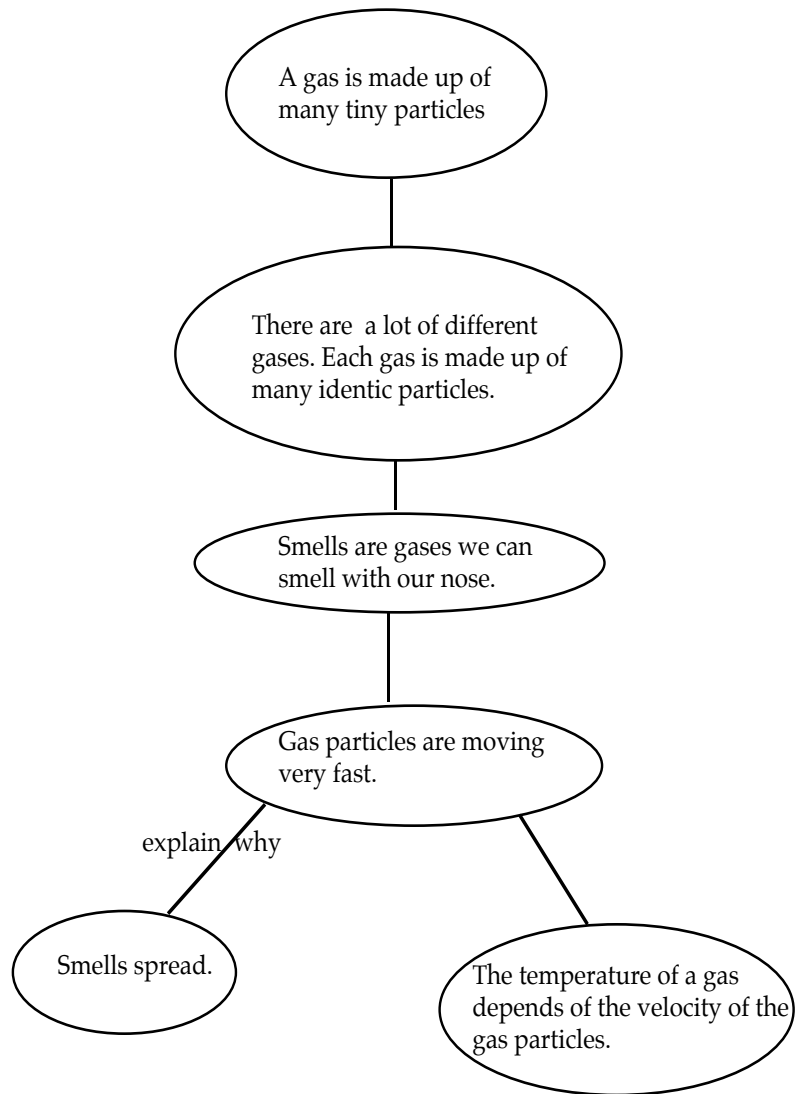 A gas is made up of
many tiny particles
There are  a lot of different
gases. Each gas is made up of
many identic particles.
Smells are gases we can
smell with our nose.
Gas particles are moving
very fast.
explain why
Smells spread.
The temperature of a gas
depends of the velocity of the
gas particles.